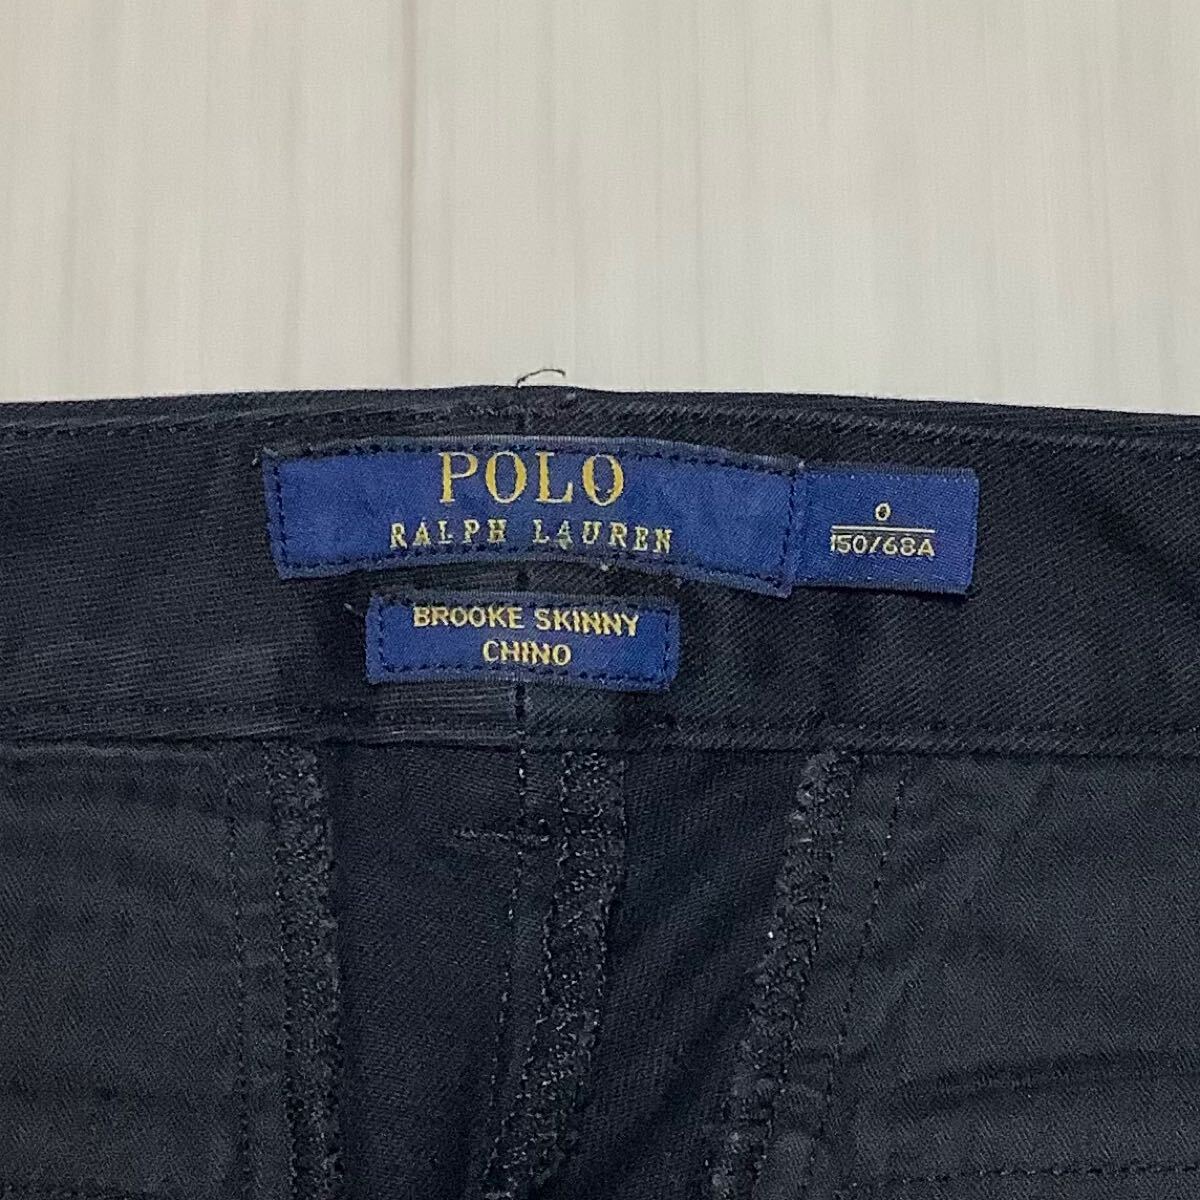 POLO
RALPH LAUREN
0
150/68A
BROOKE SKINNY
CHINO